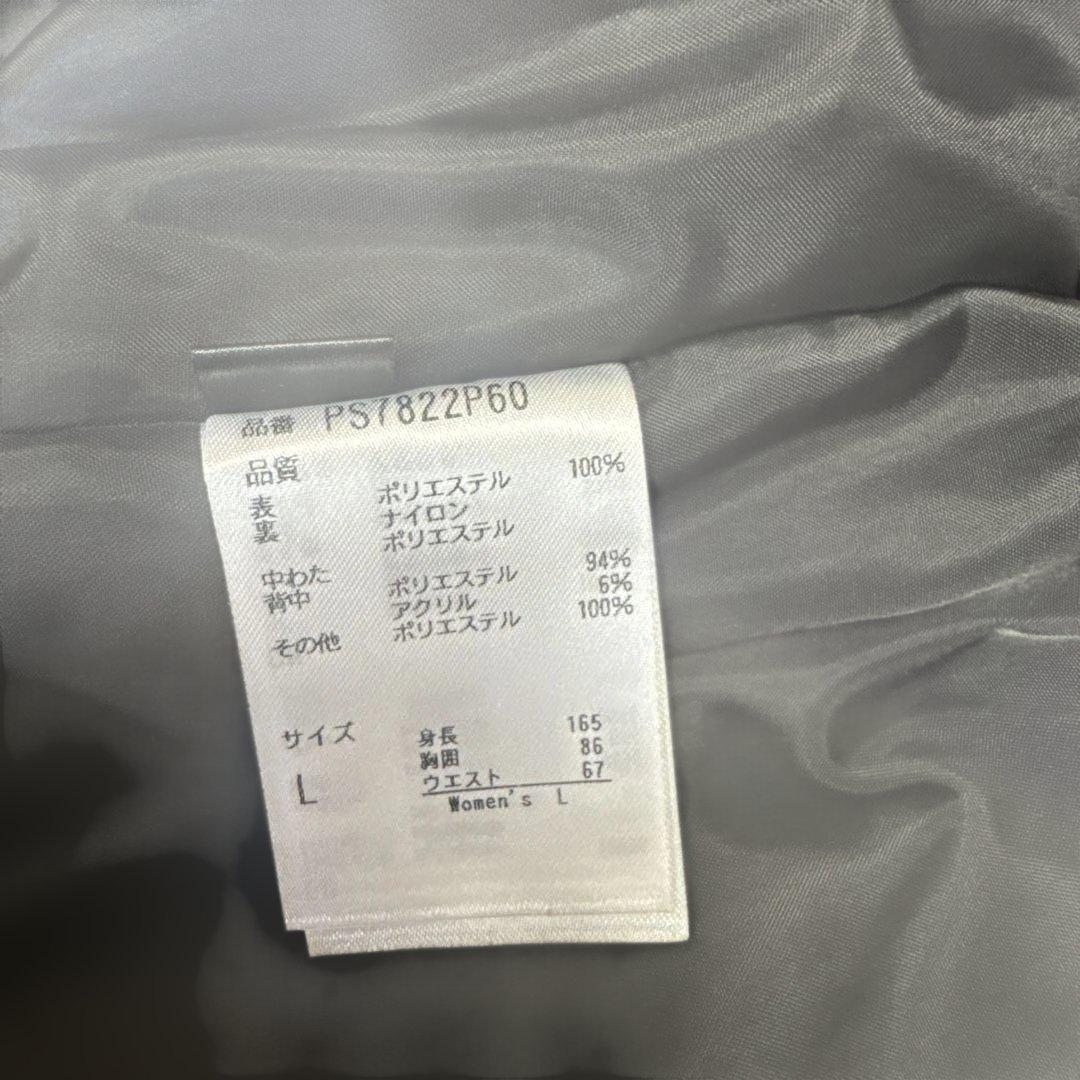 品番 PS7822P60
品質
表 ポリエステル 100%
裏 ナイロン
ポリエステル
中わた ポリエステル 94%
背中 アクリル 6%
その他 ポリエステル 100%
サイズ 身長 165
胸囲 86
L ウエスト 67
Women's L